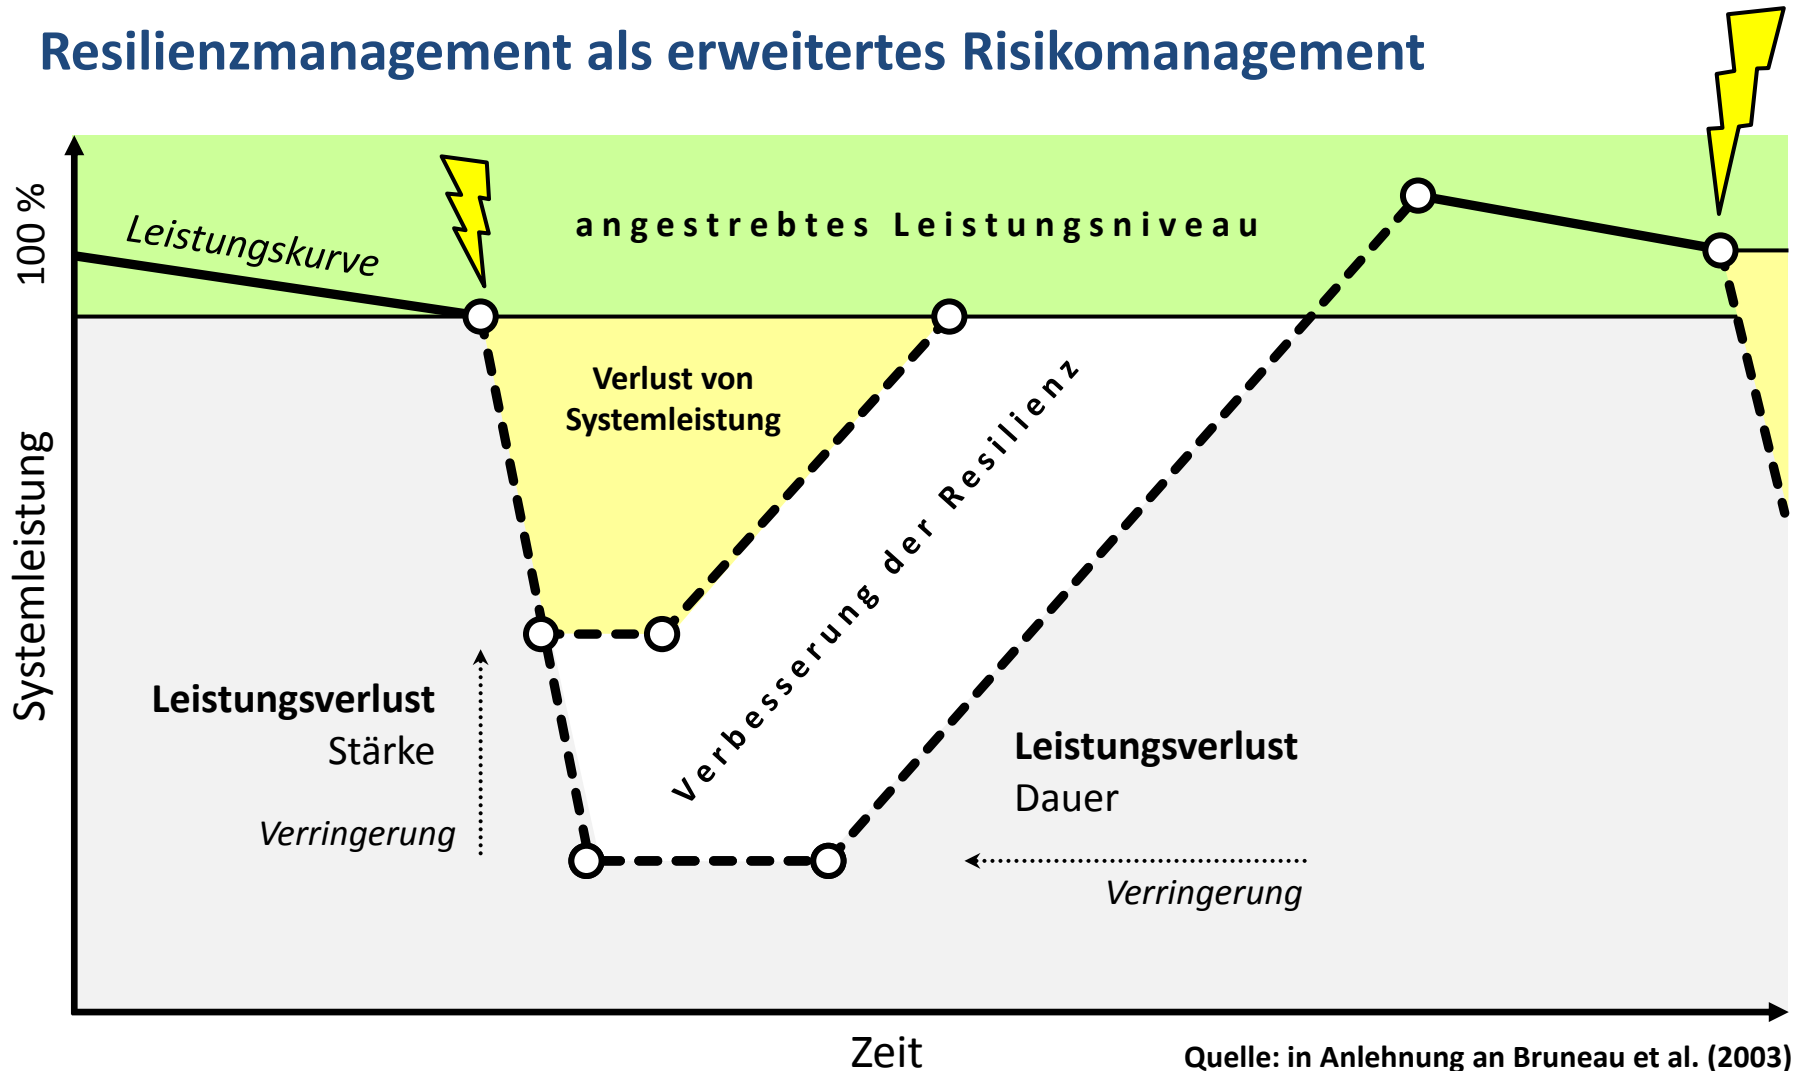 Resilienzmanagement als erweitertes Risikomanagement
100 %
Leistungskurve
angestrebtes Leistungsniveau
Verlust von
Systemleistung
Verbesserung der Resilienz
Systemleistung
Leistungsverlust
Stärke
Verringerung
Leistungsverlust
Dauer
Verringerung
Zeit
Quelle: in Anlehnung an Bruneau et al. (2003)